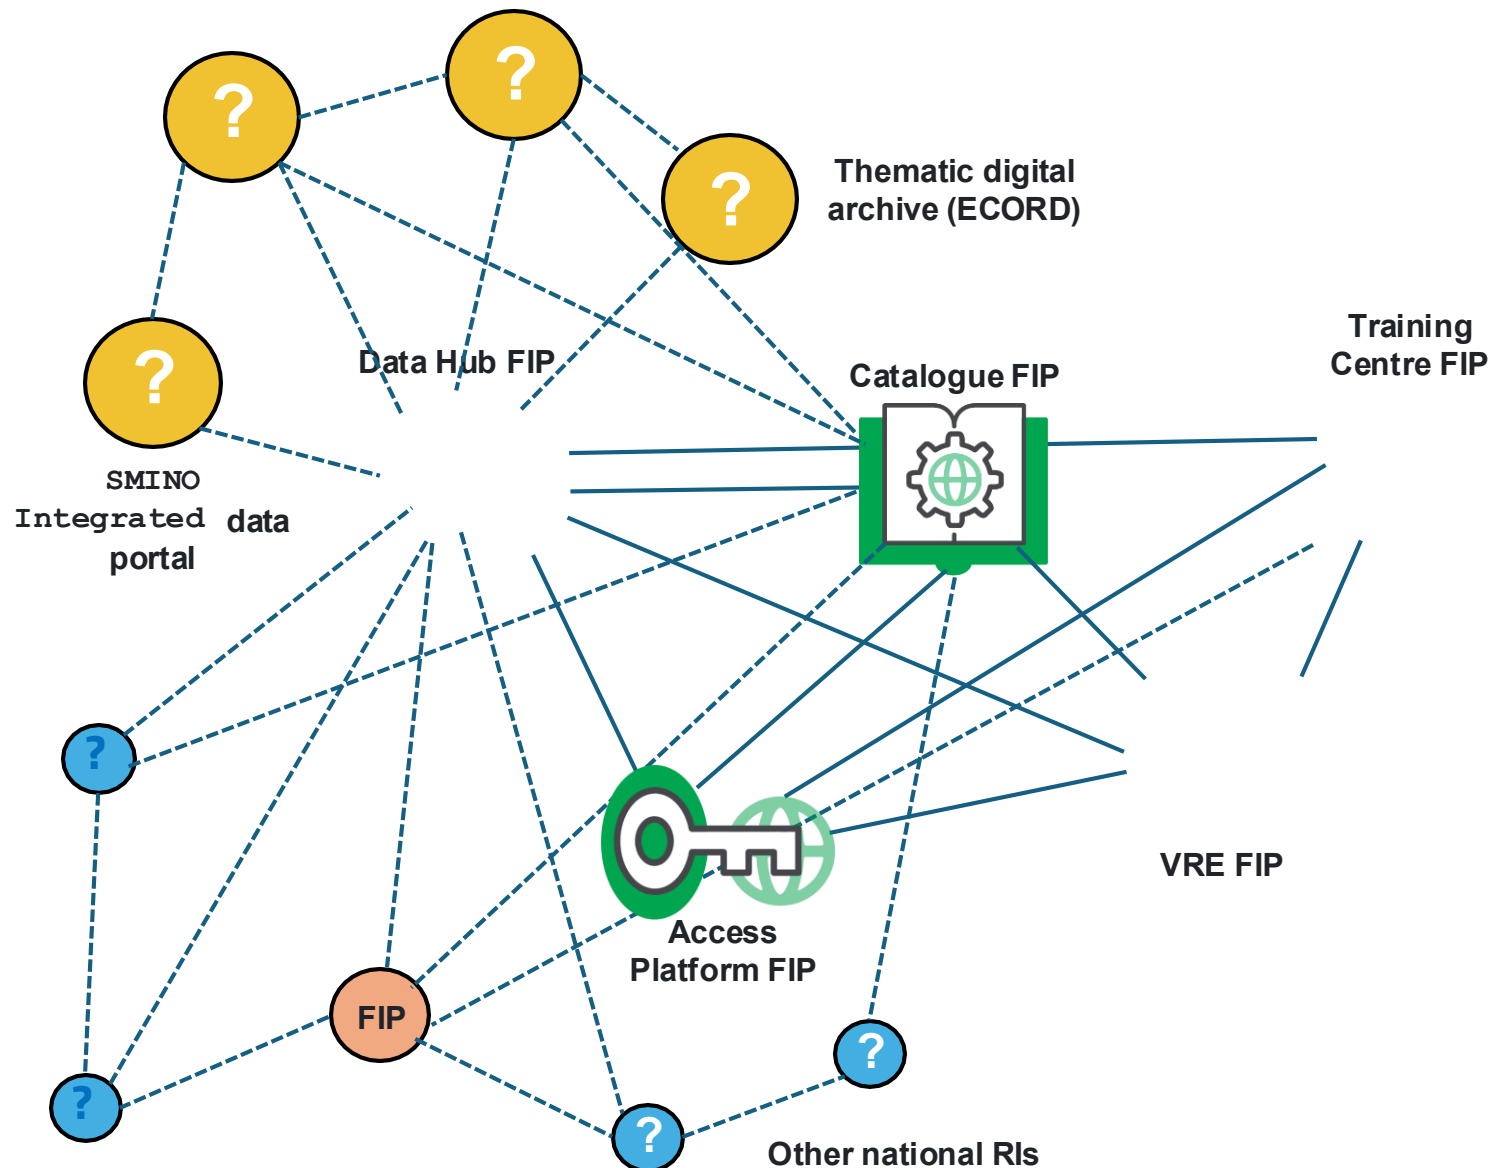 ?
?
?
Thematic digital
archive (ECORD)
?
Data Hub FIP
Catalogue FIP
Training
Centre FIP
SMINO
Integrated data
portal
?
VRE FIP
Access
Platform FIP
FIP
?
?
?
Other national RIs